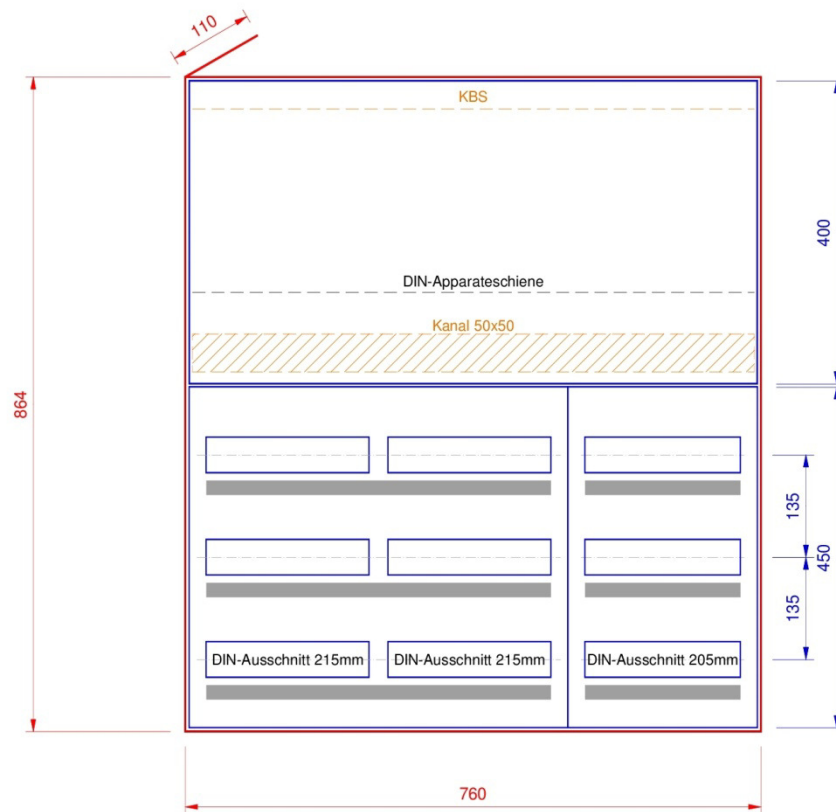 110
KBS
400
DIN-Apparateschiene
Kanal 50x50
864
135
450
135
DIN-Ausschnitt 215mm
DIN-Ausschnitt 215mm
DIN-Ausschnitt 205mm
760